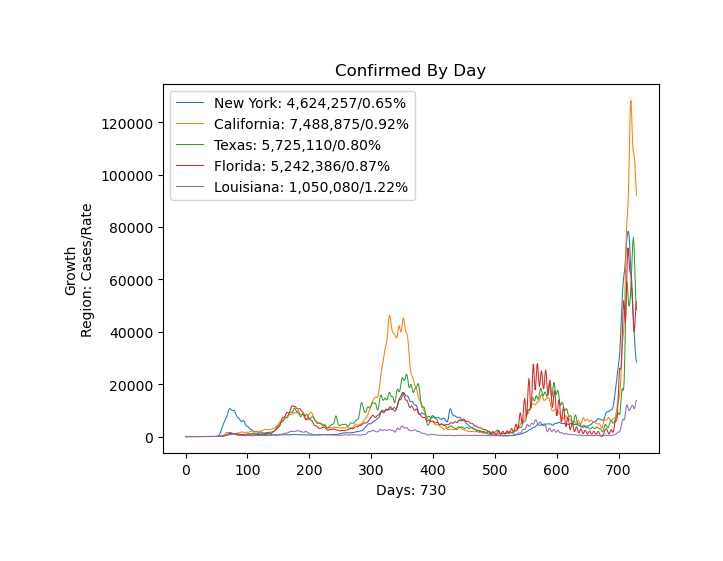 Confirmed By Day
New York: 4,624,257/0.65%
California: 7,488,875/0.92%
Texas: 5,725,110/0.80%
Florida: 5,242,386/0.87%
Louisiana: 1,050,080/1.22%
Growth
Region: Cases/Rate
120000
100000
80000
60000
40000
20000
0
0 100 200 300 400 500 600 700
Days: 730